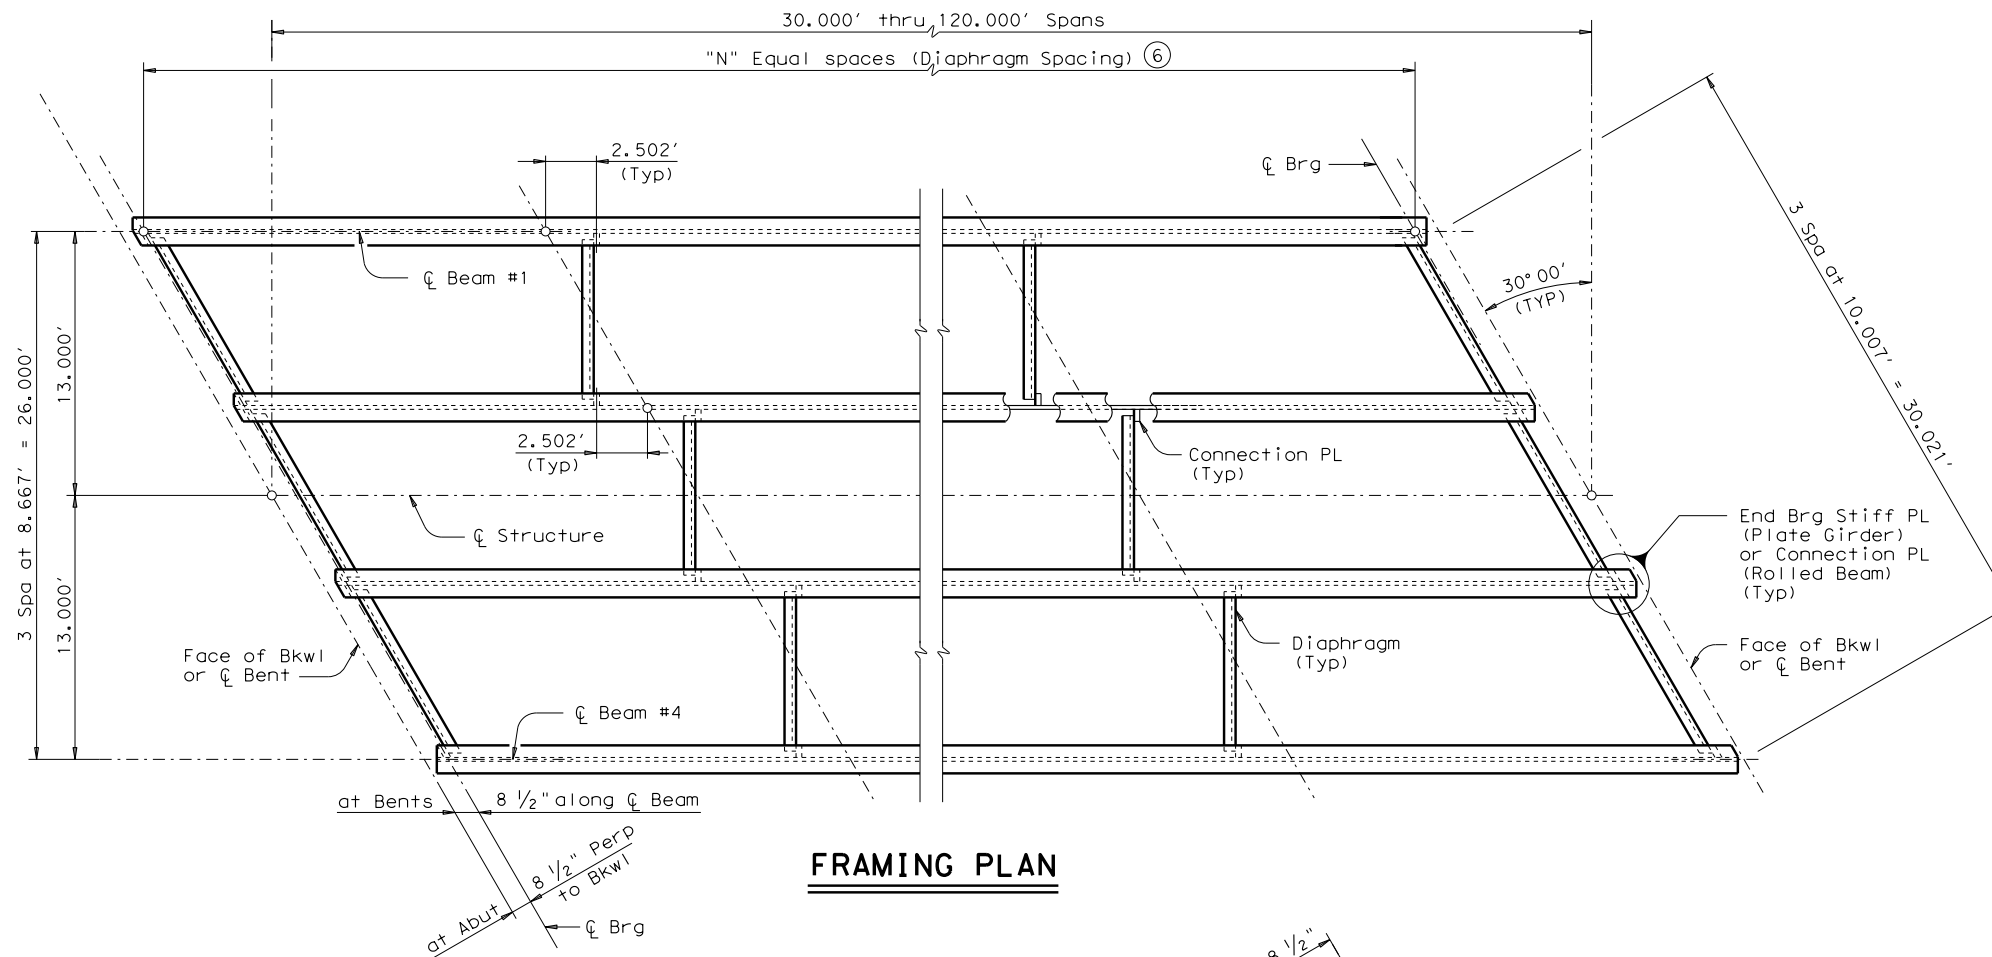 30.000' thru 120.000' Spans
"N" Equal spaces (Diaphragm Spacing) 6
2.502'
(Typ)
℄ Brg
3 Spa at 10.007' = 30.021'
30°00'
(TYP)
℄ Beam #1
3 Spa at 8.667' = 26.000'
13.000'
13.000'
2.502'
(Typ)
Connection PL
(Typ)
℄ Structure
End Brg Stiff PL
(Plate Girder)
or Connection PL
(Rolled Beam)
(Typ)
Face of Bkwl
or ℄ Bent
Diaphragm
(Typ)
Face of Bkwl
or ℄ Bent
℄ Beam #4
at Bents
8 1/2" along ℄ Beam
8 1/2" Perp
to Bkwl
at Abut
℄ Brg
FRAMING PLAN
8 1/2"